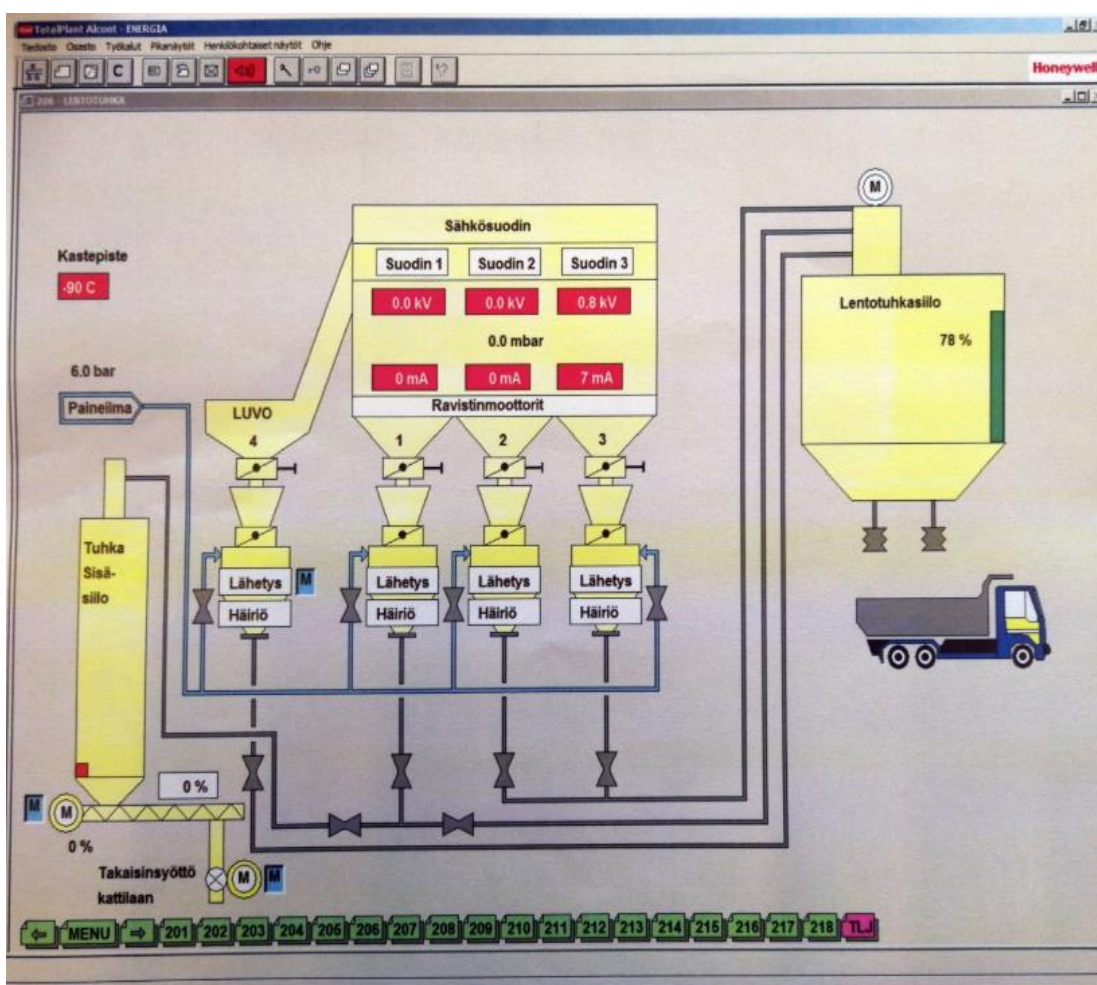 TotalPlant Alcont - ENERGIA
Tiedosto Osasto Työkalut Pikanäytöt Henkilökohtaiset näytöt Ohje
C
Honeywell
206 - LENTOTUHKA
M
Sähkösuodin
Kastepiste
Suodin 1 Suodin 2 Suodin 3
-90 C
0.0 kV 0.0 kV 0.8 kV
Lentotuhkasiilo
0.0 mbar
78 %
6.0 bar
0 mA 0 mA 7 mA
Paineilma
Ravistinmoottorit
LUVO
4 1 2 3
Tuhka
Sisä-
siilo
Lähetys M Lähetys Lähetys Lähetys
Häiriö Häiriö Häiriö Häiriö
0 %
M M
0 %
Takaisinsyöttö
kattilaan
M M
MENU 201 202 203 204 205 206 207 208 209 210 211 212 213 214 215 216 217 218 TLJ